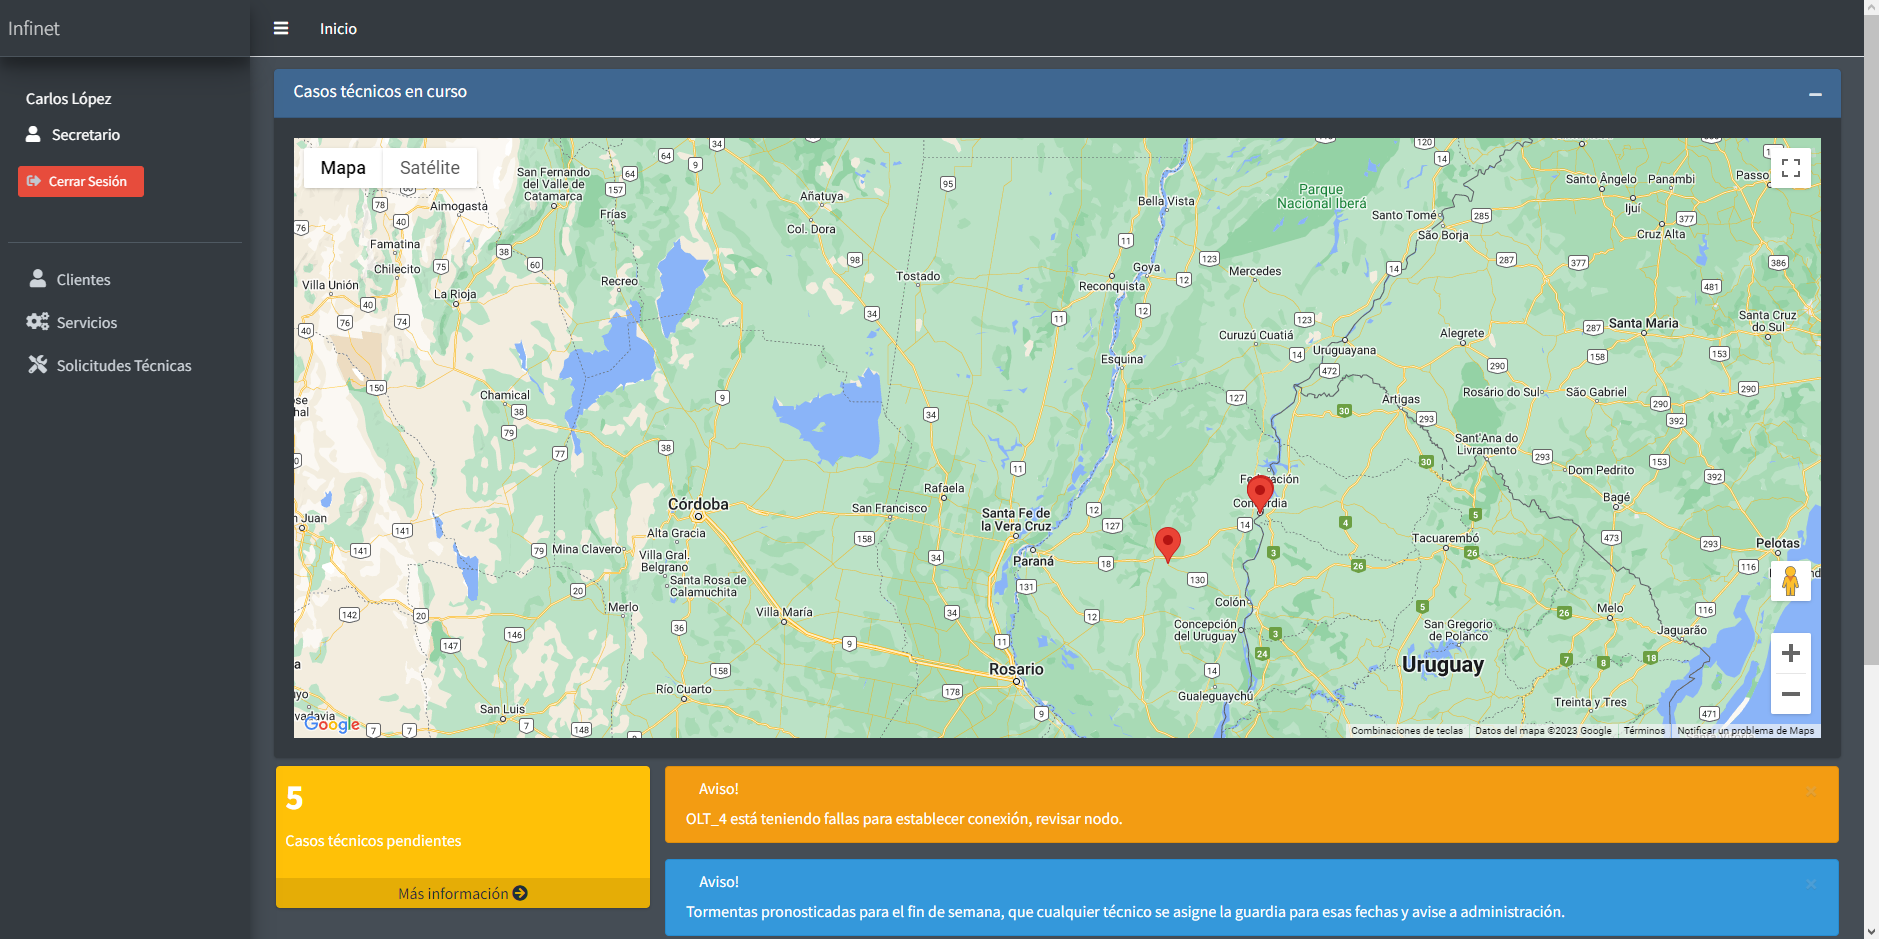 Infinet
Inicio
Carlos López
Secretario
Cerrar Sesión
Clientes
Servicios
Solicitudes Técnicas
Casos técnicos en curso
Mapa
Satélite
San Fernando
del Valle de
Catamarca
Aimogasta
Frías
Añatuya
Col. Dora
Bella Vista
Parque
Nacional Iberá
Santo Tomé
São Borja
Santo Ângelo
Panambi
Passo
Ijuí
Cruz Alta
Famatina
Chilecito
Villa Unión
La Rioja
Recreo
Tostado
Goya
Reconquista
Mercedes
Curuzú Cuatiá
Uruguayana
Alegrete
Santa Maria
Santa Cruz
do Sul
Esquina
Chamical
Artigas
Rosário do Sul
São Gabriel
Sant'Ana do
Livramento
Dom Pedrito
Bagé
Córdoba
Alta Gracia
San Francisco
Rafaela
Santa Fe de
la Vera Cruz
Paraná
Mina Clavero
Villa Gral.
Belgrano
Santa Rosa de
Calamuchita
Merlo
Villa María
Tacuarembó
Pelotas
Colón
Concepción
del Uruguay
San Gregorio
de Polanco
Melo
Jaguarão
Rosario
Uruguay
Río Cuarto
San Luis
Gualeguaychú
Treinta y Tres
Google
Combinaciones de teclas
Datos del mapa ©2023 Google
Términos
Notificar un problema de Maps
5
Casos técnicos pendientes
Más información
Aviso!
OLT_4 está teniendo fallas para establecer conexión, revisar nodo.
Aviso!
Tormentas pronosticadas para el fin de semana, que cualquier técnico se asigne la guardia para esas fechas y avise a administración.